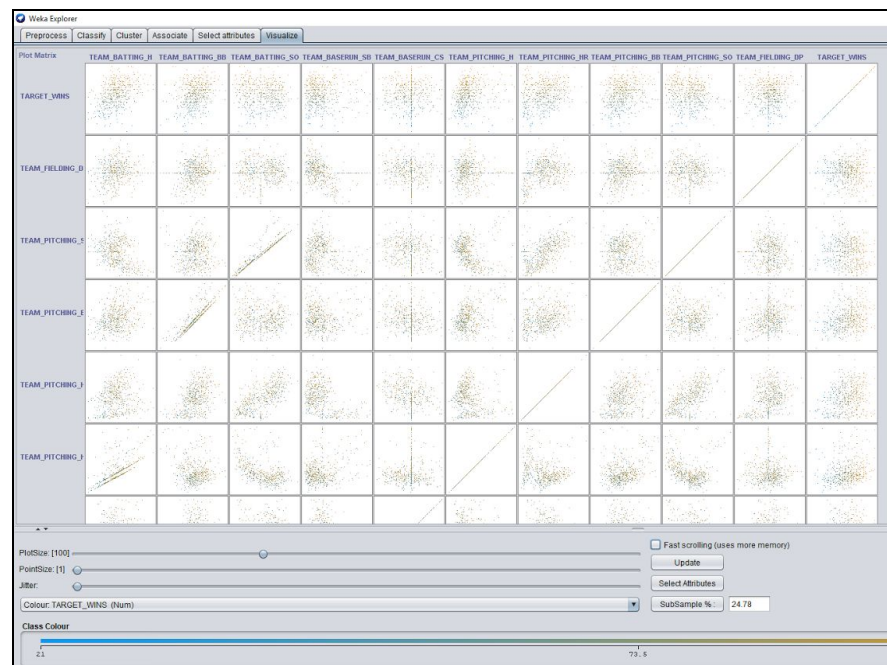 Weka Explorer
Preprocess Classify Cluster Associate Select attributes Visualize
Plot Matrix TEAM_BATTING_H TEAM_BATTING_BB TEAM_BATTING_SO TEAM_BASERUN_SB TEAM_BASERUN_CS TEAM_PITCHING_H TEAM_PITCHING_HR TEAM_PITCHING_BB TEAM_PITCHING_SO TEAM_FIELDING_DP TARGET_WINS
TARGET_WINS
TEAM_FIELDING_D
TEAM_PITCHING_S
TEAM_PITCHING_E
TEAM_PITCHING_H
TEAM_PITCHING_H
PlotSize: [100]
PointSize: [1]
Jitter:
Fast scrolling (uses more memory)
Update
Select Attributes
Colour: TARGET_WINS (Num)
SubSample % : 24.78
Class Colour
21 73.5